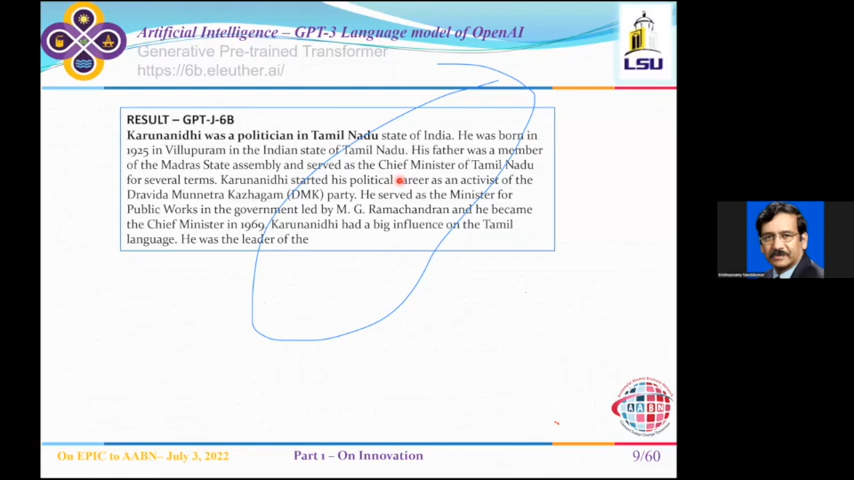 Artificial Intelligence – GPT-3 Language model of OpenAI
Generative Pre-trained Transformer
https://6b.eleuther.ai/
LSU
RESULT – GPT-J-6B
Karunanidhi was a politician in Tamil Nadu state of India. He was born in
1925 in Villupuram in the Indian state of Tamil Nadu. His father was a member
of the Madras State assembly and served as the Chief Minister of Tamil Nadu
for several terms. Karunanidhi started his political career as an activist of the
Dravida Munnetra Kazhagam (DMK) party. He served as the Minister for
Public Works in the government led by M. G. Ramachandran and he became
the Chief Minister in 1969. Karunanidhi had a big influence on the Tamil
language. He was the leader of the
AABN
On EPIC to AABN– July 3, 2022
Part 1 – On Innovation
9/60